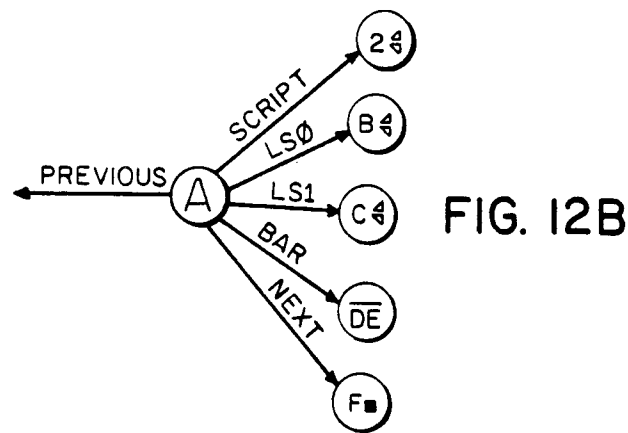 2
SCRIPT
B
LSØ
PREVIOUS
A
LS1
C
FIG. 12B
BAR
DE
NEXT
F